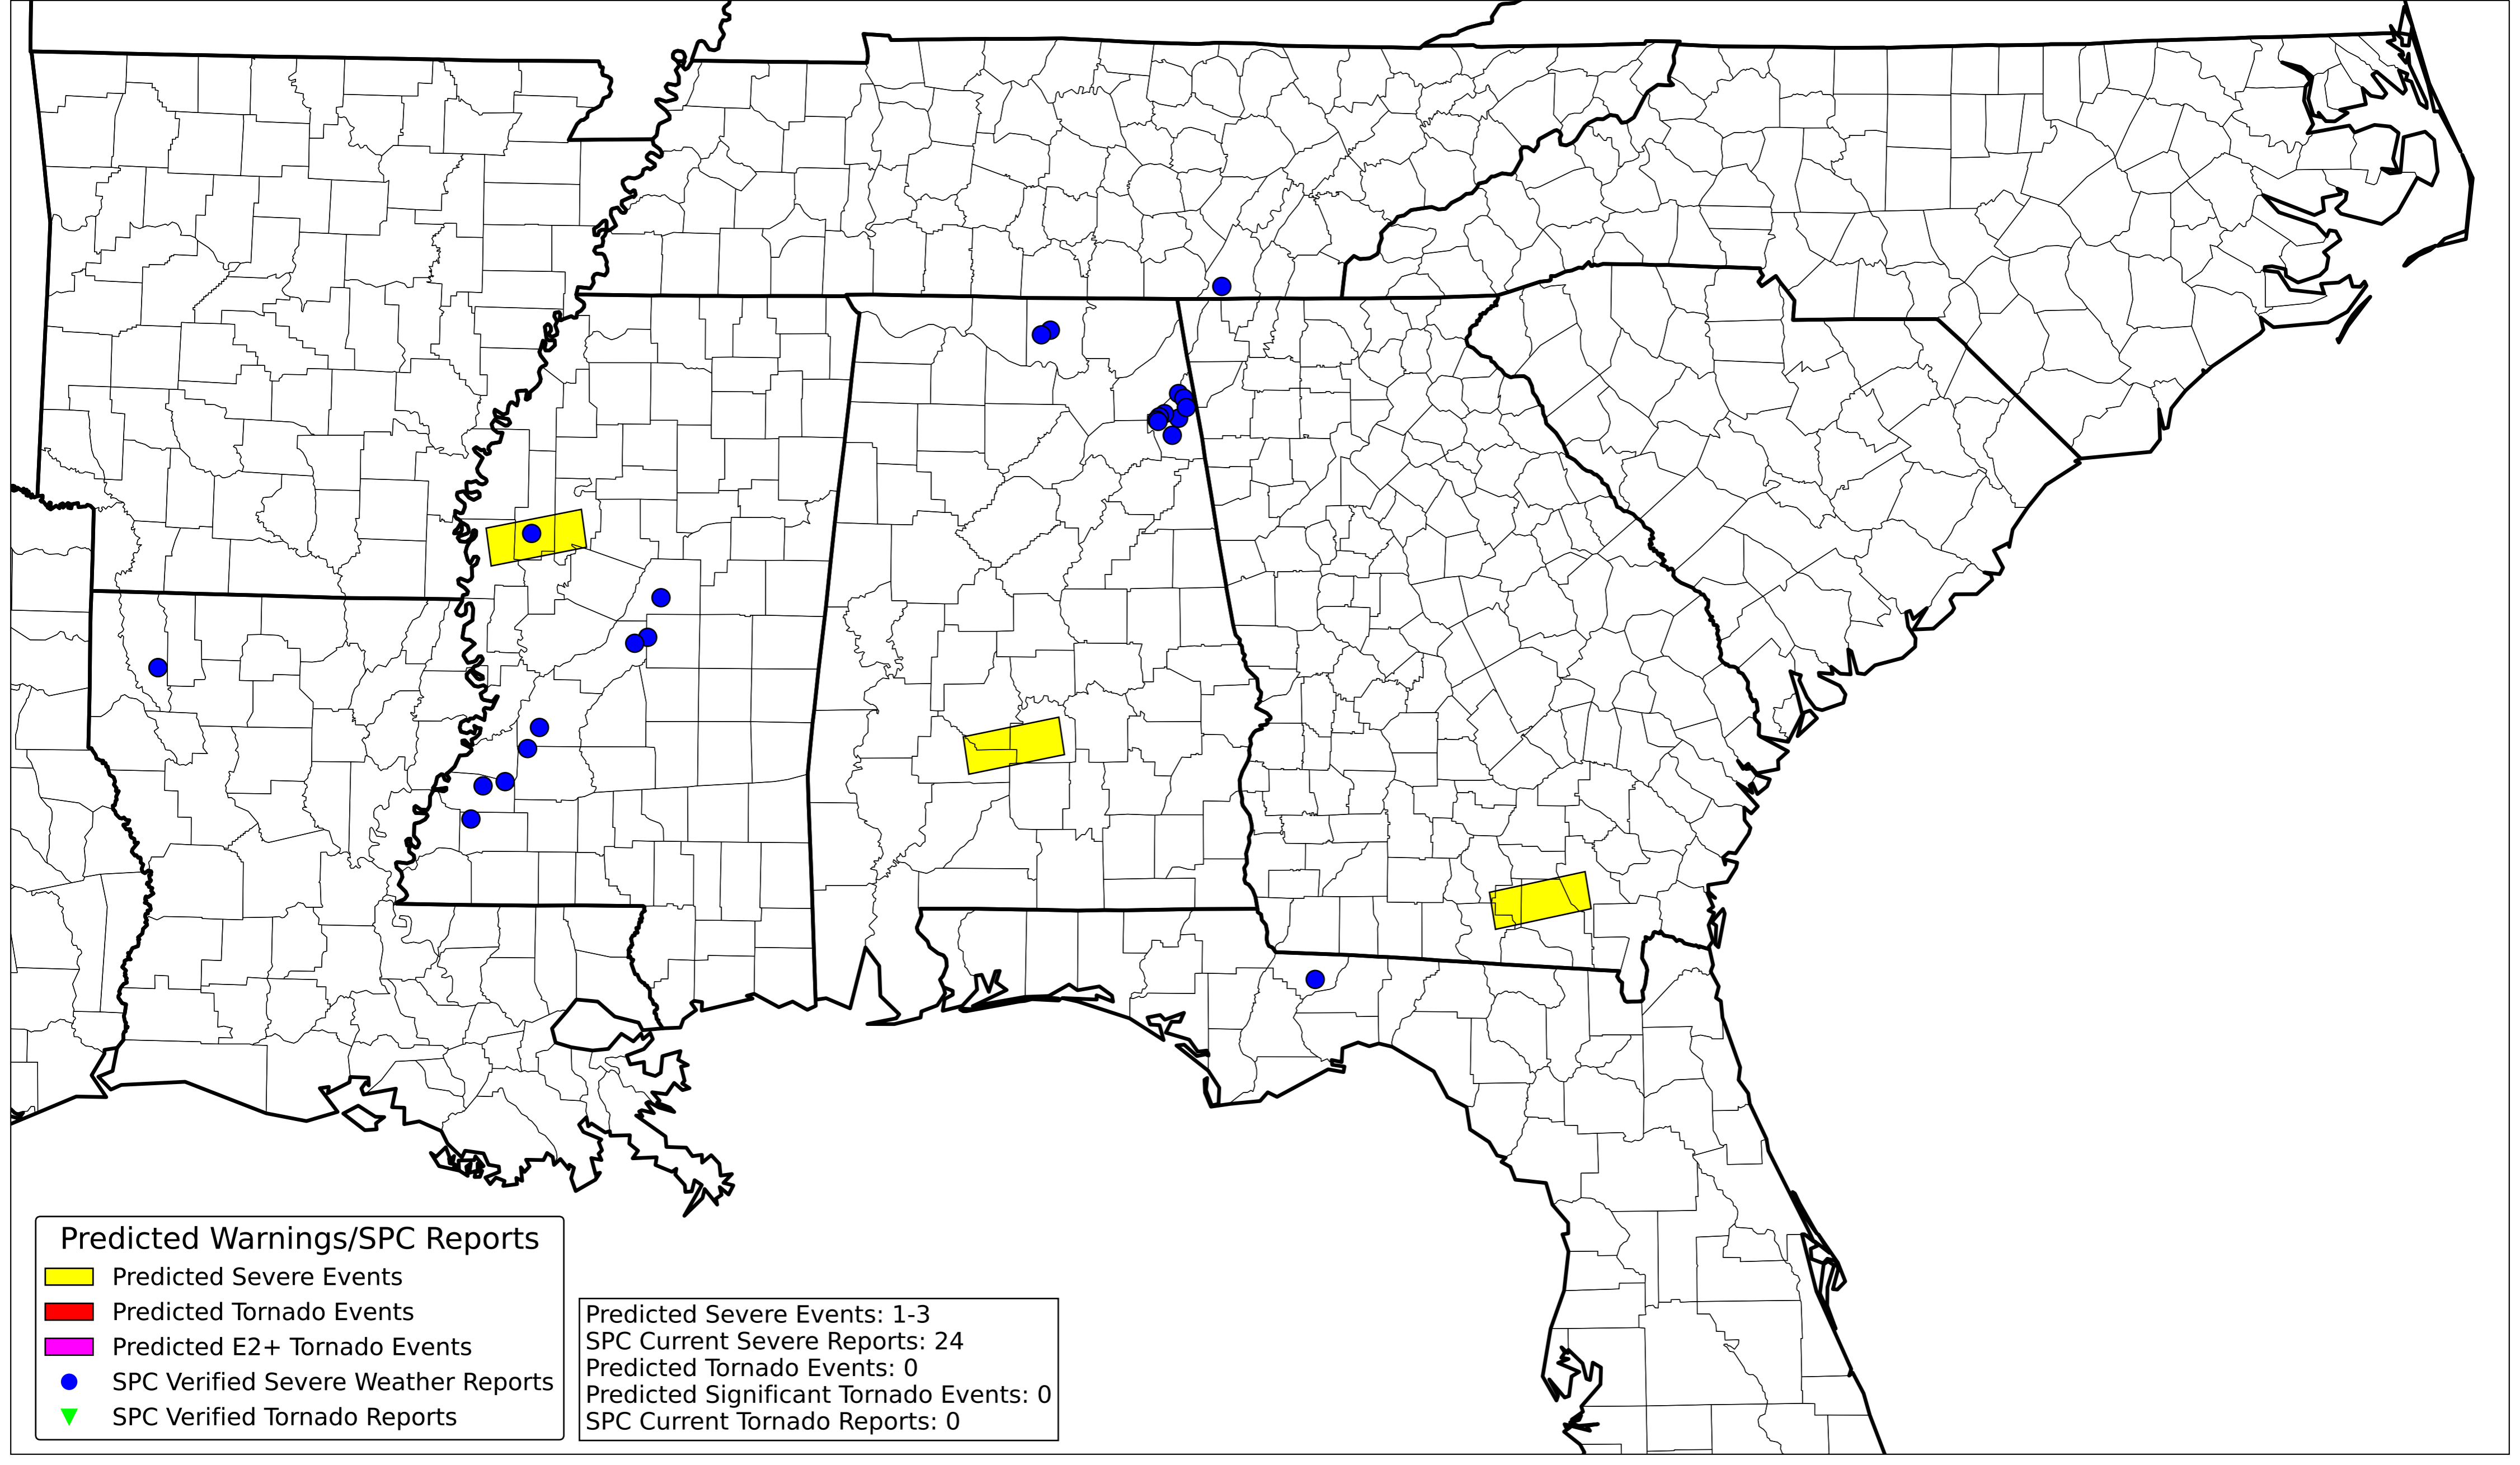 Predicted Warnings/SPC Reports
Predicted Severe Events
Predicted Tornado Events
Predicted E2+ Tornado Events
SPC Verified Severe Weather Reports
SPC Verified Tornado Reports
Predicted Severe Events: 1-3
SPC Current Severe Reports: 24
Predicted Tornado Events: 0
Predicted Significant Tornado Events: 0
SPC Current Tornado Reports: 0